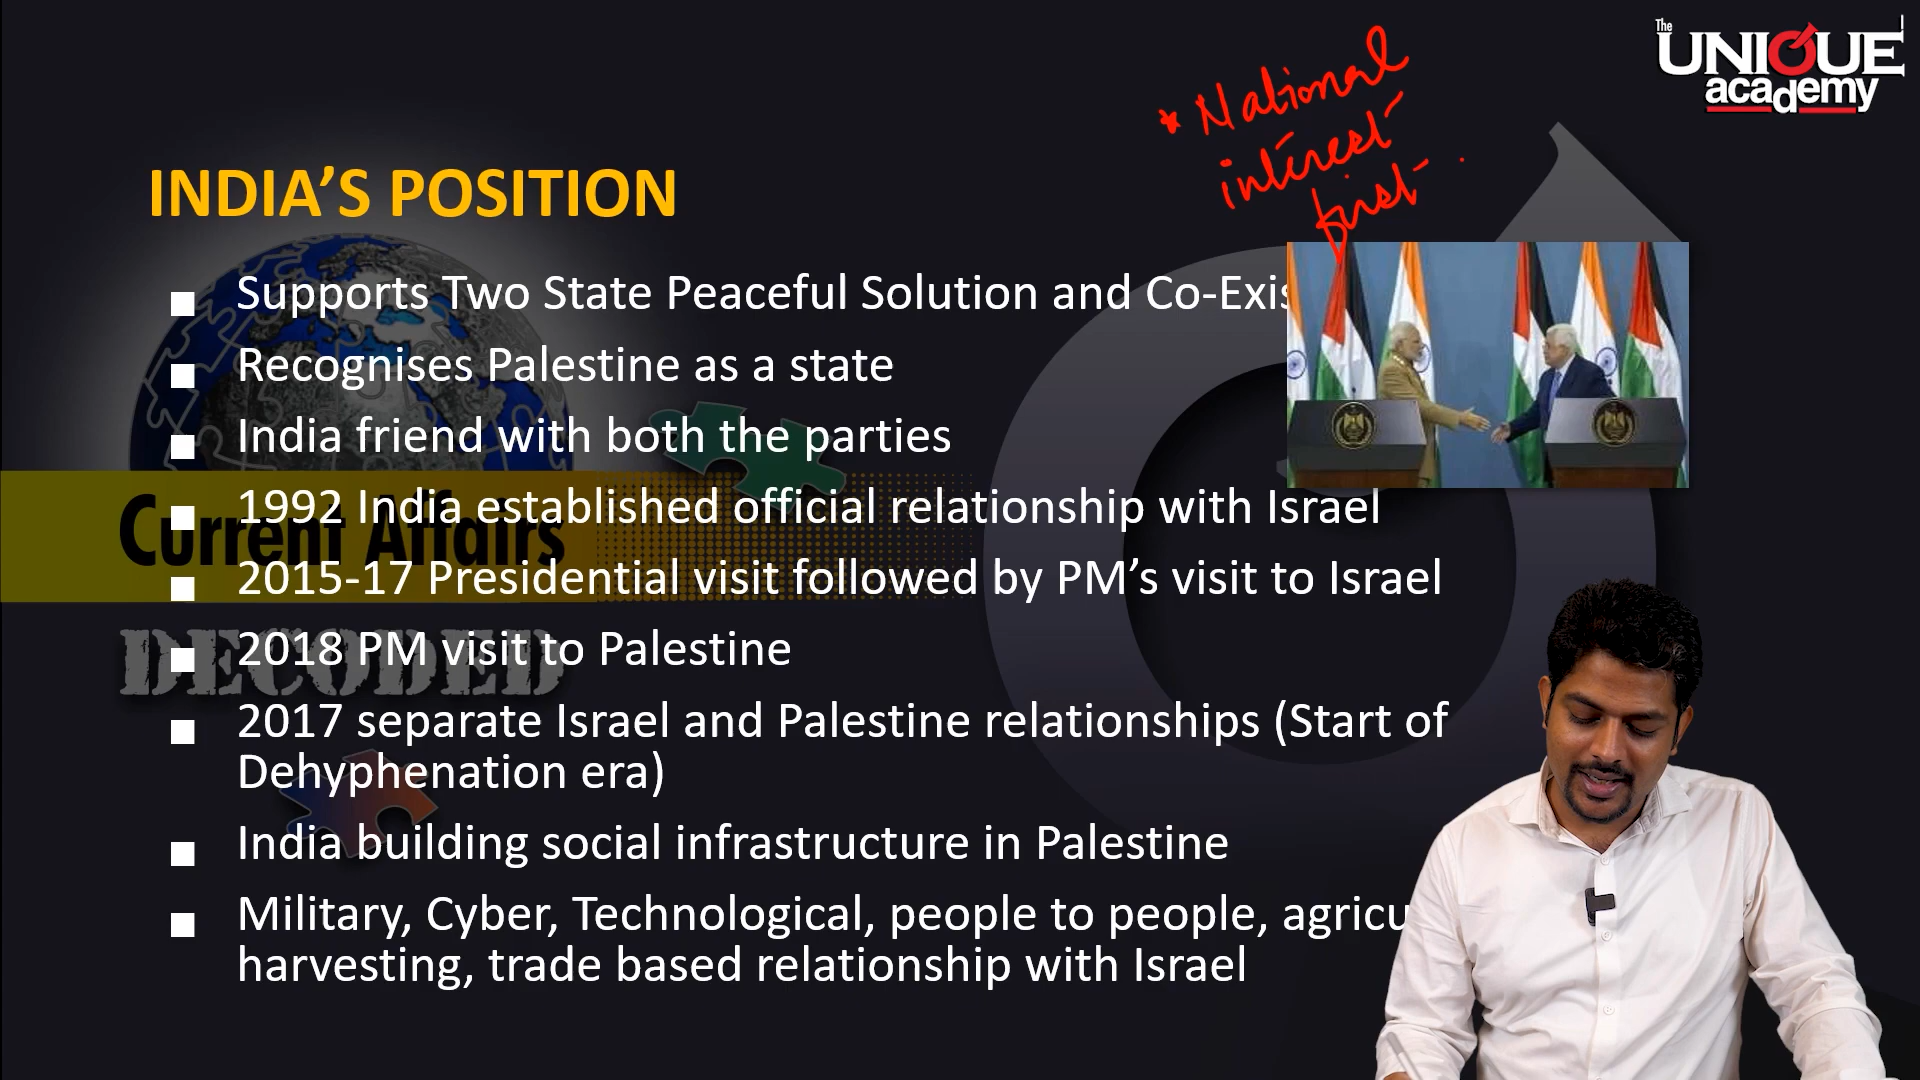 The
UNIQUE
academy
* National
interest
first
INDIA’S POSITION
▪ Supports Two State Peaceful Solution and Co-Exis
▪ Recognises Palestine as a state
▪ India friend with both the parties
▪ 1992 India established official relationship with Israel
▪ 2015-17 Presidential visit followed by PM’s visit to Israel
▪ 2018 PM visit to Palestine
▪ 2017 separate Israel and Palestine relationships (Start of
Dehyphenation era)
▪ India building social infrastructure in Palestine
▪ Military, Cyber, Technological, people to people, agricu
harvesting, trade based relationship with Israel
Current Affairs
DECODED